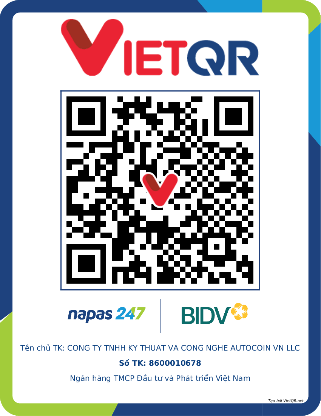 VIETQR
napas 247
BIDV
Tên chủ TK: CONG TY TNHH KY THUAT VA CONG NGHE AUTOCOIN VN LLC
Số TK: 8600010678
Ngân hàng TMCP Đầu tư và Phát triển Việt Nam